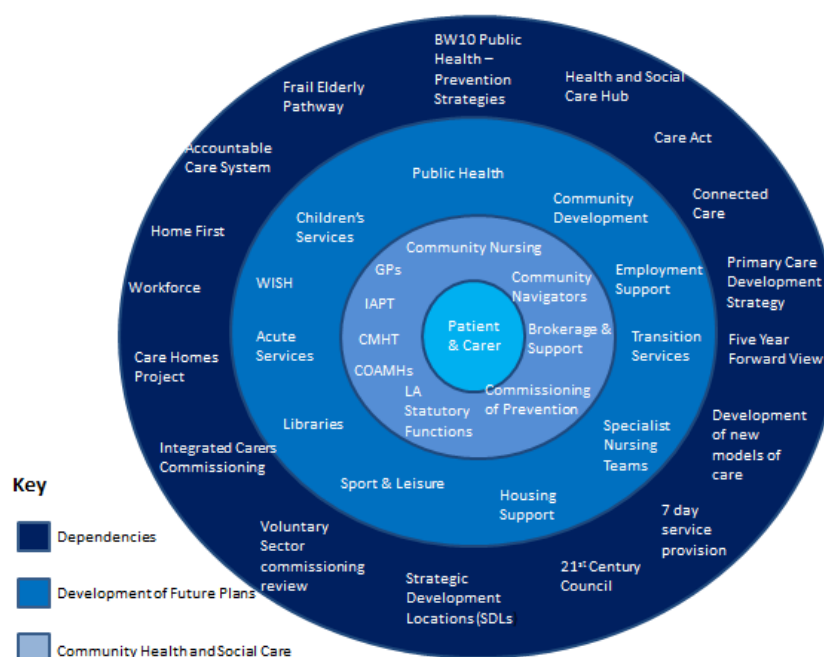 BW10 Public
Health –
Prevention
Strategies
Health and Social
Care Hub
Frail Elderly
Pathway
Care Act
Accountable
Care System
Public Health
Connected
Care
Community
Development
Children's
Services
Home First
Community Nursing
GPs
Primary Care
Development
Strategy
Employment
Support
Community
Navigators
WISH
Workforce
IAPT
Patient
& Carer
Brokerage &
Support
Transition
Services
Five Year
Forward View
Acute
Services
CMHT
Care Homes
Project
COAMHs
LA
Statutory
Functions
Commissioning
of Prevention
Libraries
Specialist
Nursing
Teams
Development
of new
models of
care
Integrated Carers
Commissioning
Sport & Leisure
Housing
Support
7 day
service
provision
Voluntary
Sector
commissioning
review
Strategic
Development
Locations (SDLs
21st Century
Council
Key
Dependencies
Development of Future Plans
Community Health and Social Care